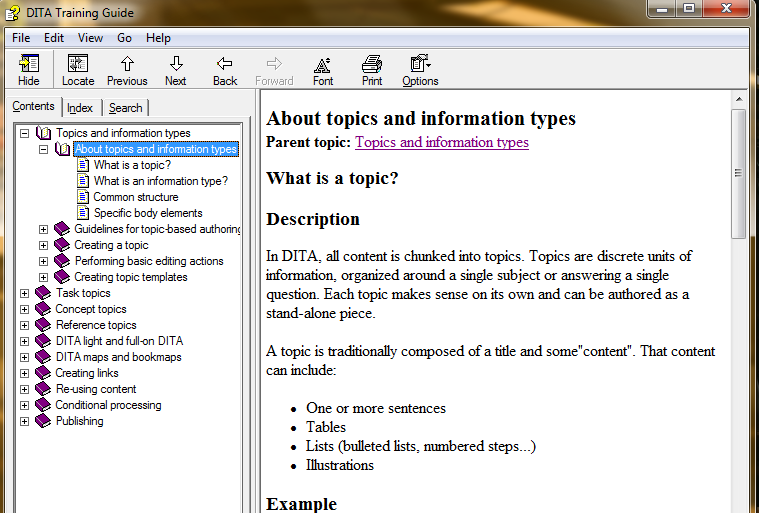 DITA Training Guide
File Edit View Go Help
Hide Locate Previous Next Back Forward Font Print Options
Contents Index Search
Topics and information types
About topics and information types
What is a topic?
What is an information type?
Common structure
Specific body elements
Guidelines for topic-based authoring
Creating a topic
Performing basic editing actions
Creating topic templates
Task topics
Concept topics
Reference topics
DITA light and full-on DITA
DITA maps and bookmaps
Creating links
Re-using content
Conditional processing
Publishing
About topics and information types
Parent topic: Topics and information types
What is a topic?
Description
In DITA, all content is chunked into topics. Topics are discrete units of
information, organized around a single subject or answering a single
question. Each topic makes sense on its own and can be authored as a
stand-alone piece.
A topic is traditionally composed of a title and some"content". That content
can include:
• One or more sentences
• Tables
• Lists (bulleted lists, numbered steps...)
• Illustrations
Example